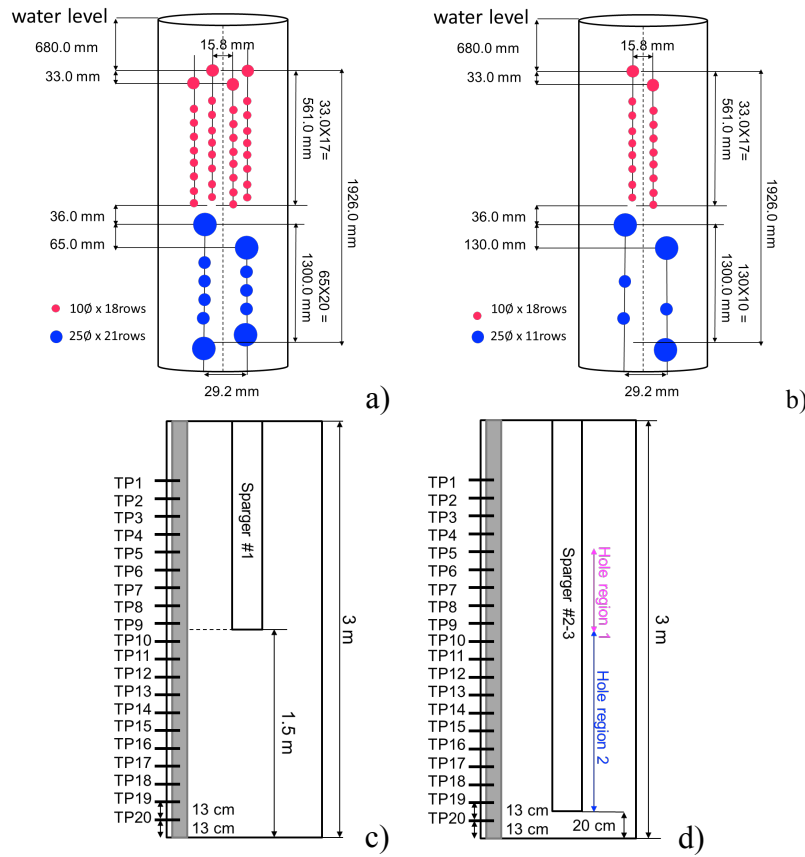 water level
680.0 mm
15.8 mm
33.0 mm
33.0X17=
561.0 mm
1926.0 mm
36.0 mm
65.0 mm
65X20 =
1300.0 mm
10Ø x 18rows
25Ø x 21rows
29.2 mm
a)
water level
680.0 mm
15.8 mm
33.0 mm
33.0X17=
561.0 mm
1926.0 mm
36.0 mm
130.0 mm
130X10 =
1300.0 mm
10Ø x 18rows
25Ø x 11rows
29.2 mm
b)
TP1
TP2
TP3
TP4
TP5
TP6
TP7
TP8
TP9
TP10
TP11
TP12
TP13
TP14
TP15
TP16
TP17
TP18
TP19
TP20
Sparger #1
3 m
1.5 m
13 cm
13 cm
c)
TP1
TP2
TP3
TP4
TP5
TP6
TP7
TP8
TP9
TP10
TP11
TP12
TP13
TP14
TP15
TP16
TP17
TP18
TP19
TP20
Sparger #2-3
Hole region 1
Hole region 2
3 m
13 cm
13 cm
20 cm
d)